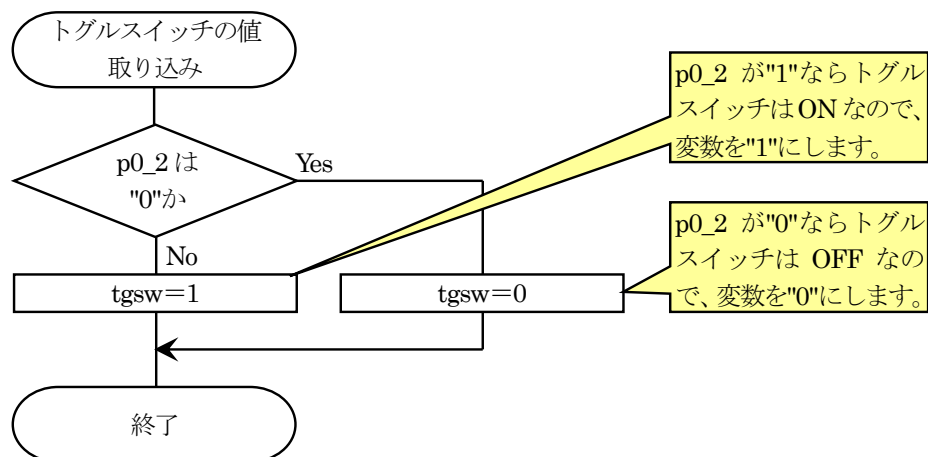 トグルスイッチの値
取り込み
p0_2 は
"0"か
Yes
No
tgsw＝1
tgsw＝0
終了
p0_2 が"1"ならトグル
スイッチはON なので、
変数を"1"にします。
p0_2 が"0"ならトグル
スイッチは OFF なの
で、変数を"0"にします。